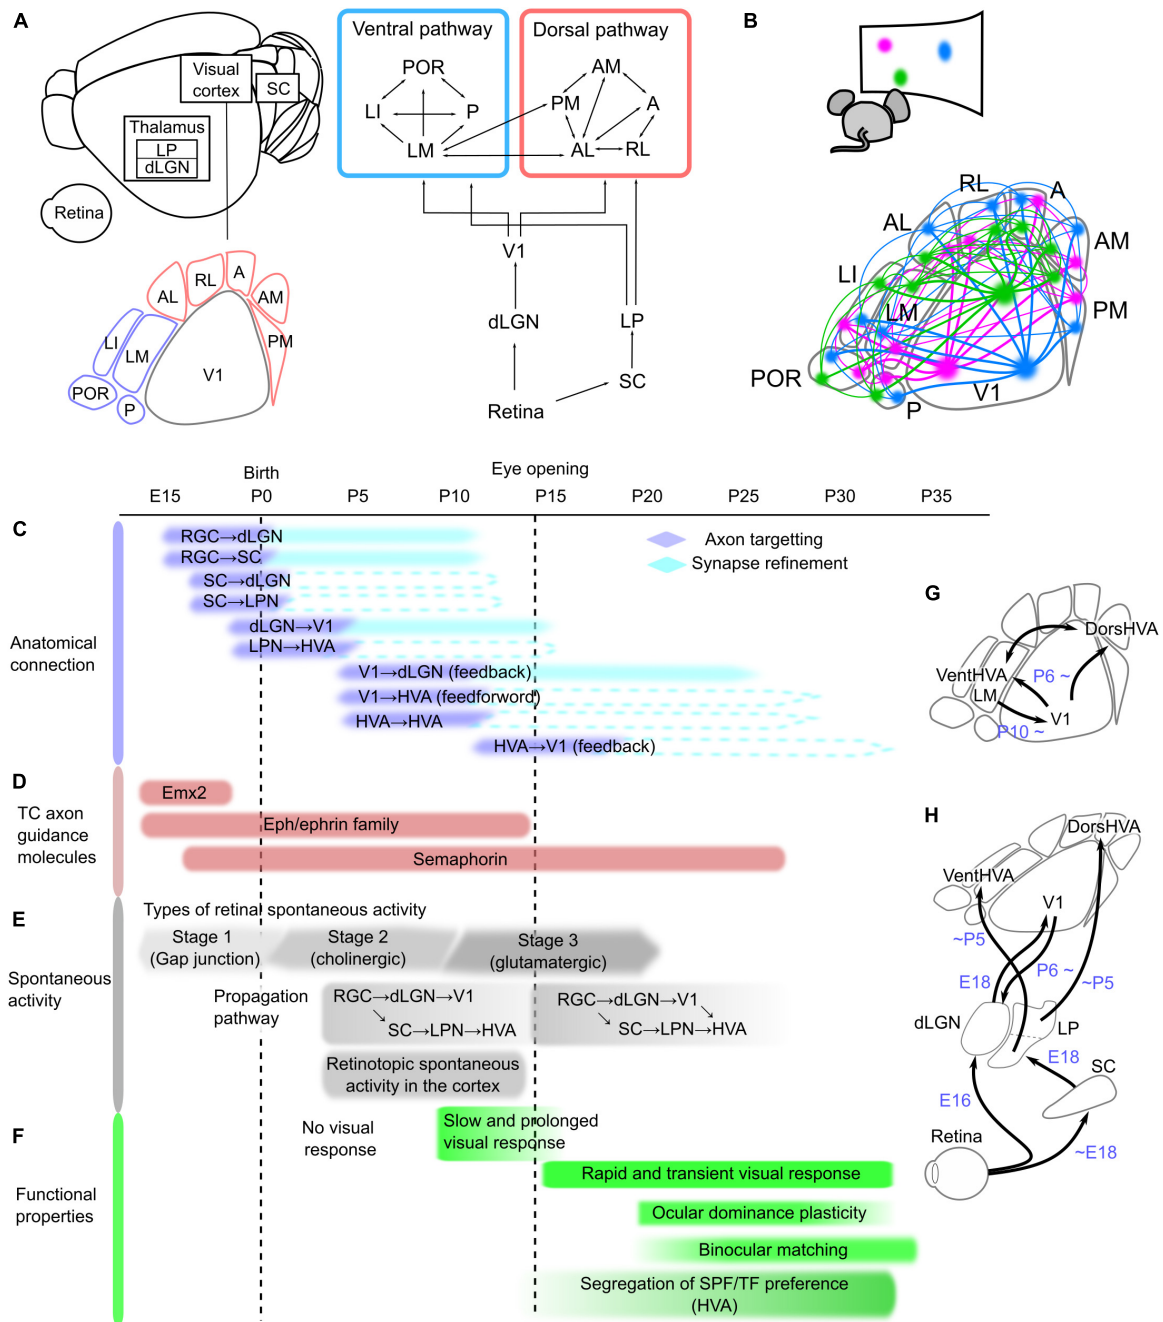 A
Visual
cortex
SC
Thalamus
LP
dLGN
Retina
AL
RL
A
AM
PM
LI
LM
V1
POR
P
Ventral pathway
POR
LI
P
LM
Dorsal pathway
AM
PM
A
AL
RL
V1
dLGN
LP
SC
Retina
B
RL
A
AL
AM
LI
LM
PM
POR
P
V1
Birth
Eye opening
E15
P0
P5
P10
P15
P20
P25
P30
P35
C
Anatomical
connection
RGC→dLGN
RGC→SC
SC→dLGN
SC→LPN
dLGN→V1
LPN→HVA
V1→dLGN (feedback)
V1→HVA (feedforword)
HVA→HVA
HVA→V1 (feedback)
Axon targetting
Synapse refinement
D
TC axon
guidance
molecules
Emx2
Eph/ephrin family
Semaphorin
E
Spontaneous
activity
Types of retinal spontaneous activity
Stage 1
(Gap junction)
Stage 2
(cholinergic)
Stage 3
(glutamatergic)
Propagation
pathway
RGC→dLGN→V1
↘
SC→LPN→HVA
RGC→dLGN→V1
↘ ↘
SC→LPN→HVA
Retinotopic spontaneous
activity in the cortex
F
Functional
properties
No visual
response
Slow and prolonged
visual response
Rapid and transient visual response
Ocular dominance plasticity
Binocular matching
Segregation of SPF/TF preference
(HVA)
G
DorsHVA
VentHVA
LM
P6 ~
V1
P10 ~
H
DorsHVA
VentHVA
V1
~P5
E18
P6 ~
~P5
dLGN
LP
E18
SC
E16
Retina
~E18